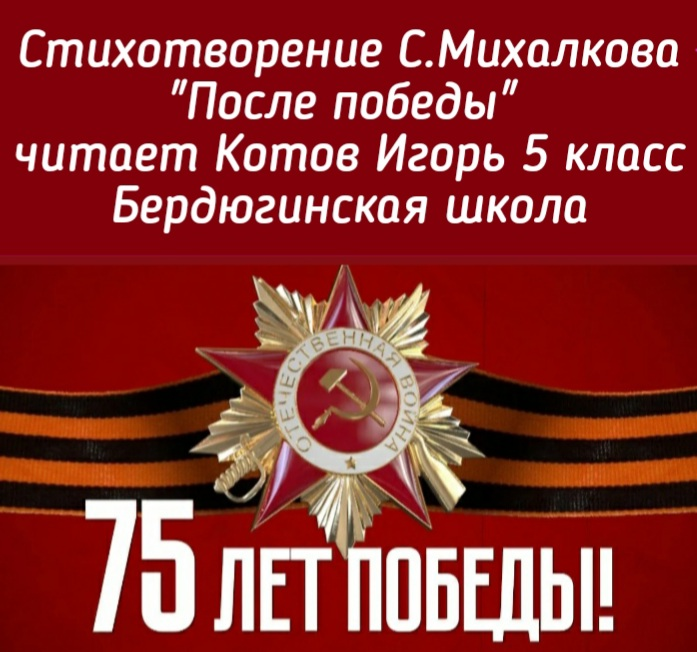 Стихотворение С.Михалкова
"После победы"
читает Котов Игорь 5 класс
Бердюгинская школа
ОТЕЧЕСТВЕННАЯ ВОЙНА
75 ЛЕТ ПОБЕДЫ!